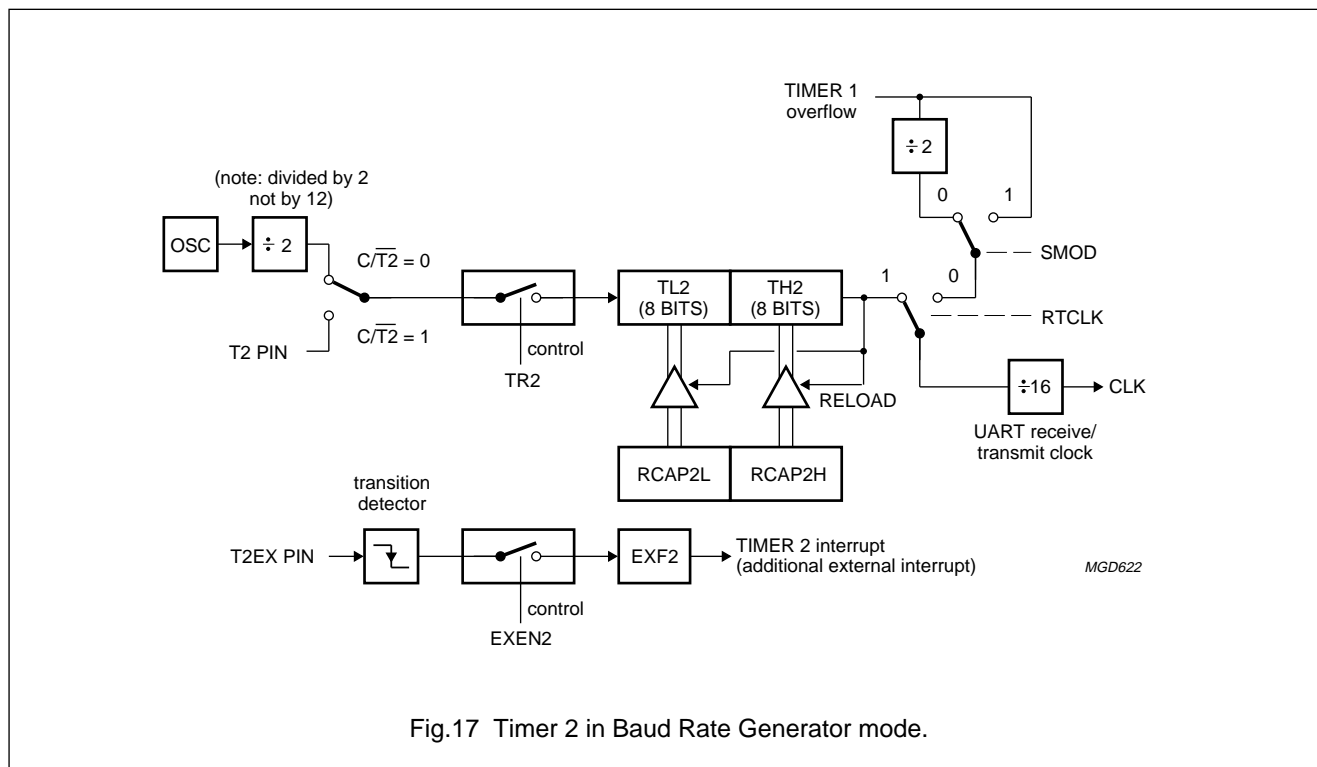 TIMER 1
overflow
÷ 2
0
1
SMOD
(note: divided by 2
not by 12)
OSC
÷ 2
C/T2̅ = 0
C/T2̅ = 1
T2 PIN
control
TR2
TL2
(8 BITS)
TH2
(8 BITS)
1
0
RTCLK
RELOAD
÷16
CLK
UART receive/
transmit clock
RCAP2L
RCAP2H
transition
detector
T2EX PIN
control
EXEN2
EXF2
TIMER 2 interrupt
(additional external interrupt)
MGD622
Fig.17 Timer 2 in Baud Rate Generator mode.